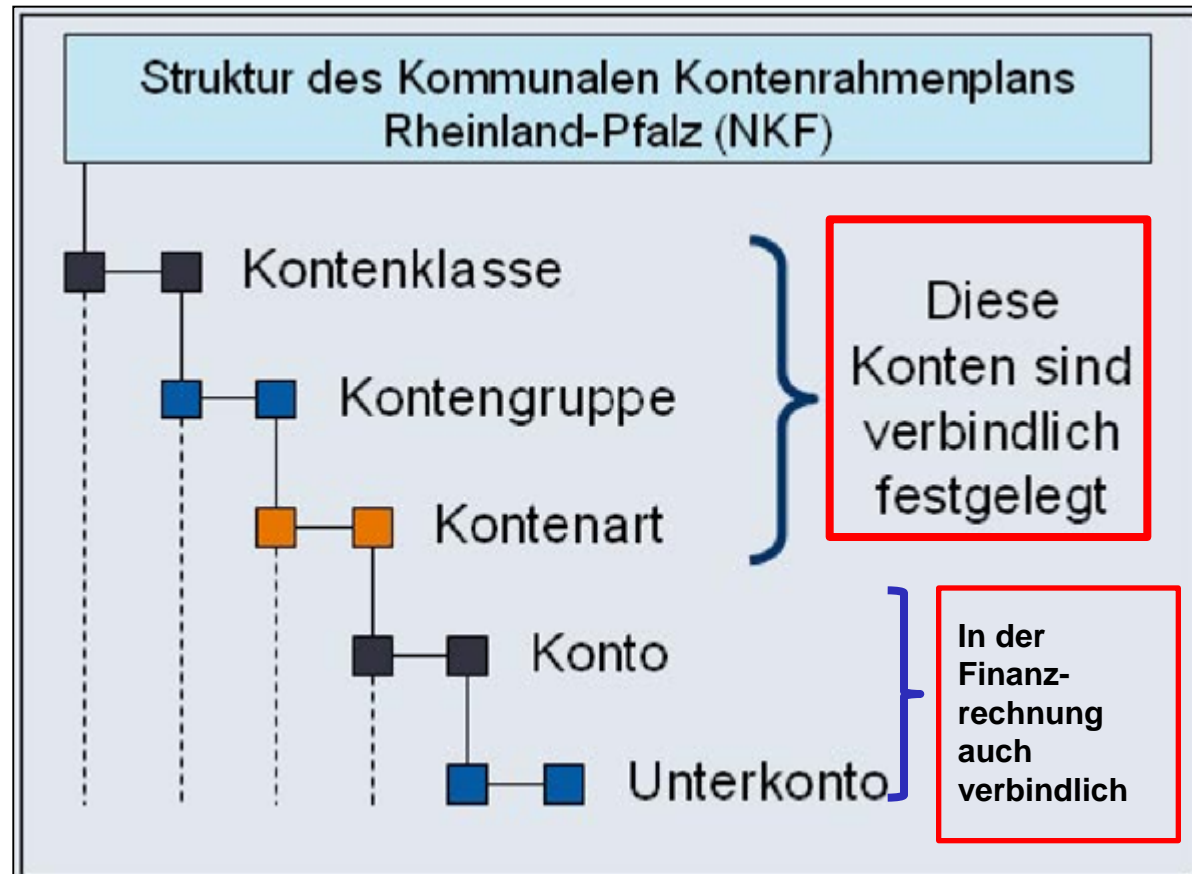 Struktur des Kommunalen Kontenrahmenplans
Rheinland-Pfalz (NKF)
Kontenklasse
Kontengruppe
Kontenart
Diese
Konten sind
verbindlich
festgelegt
Konto
Unterkonto
In der
Finanz-
rechnung
auch
verbindlich